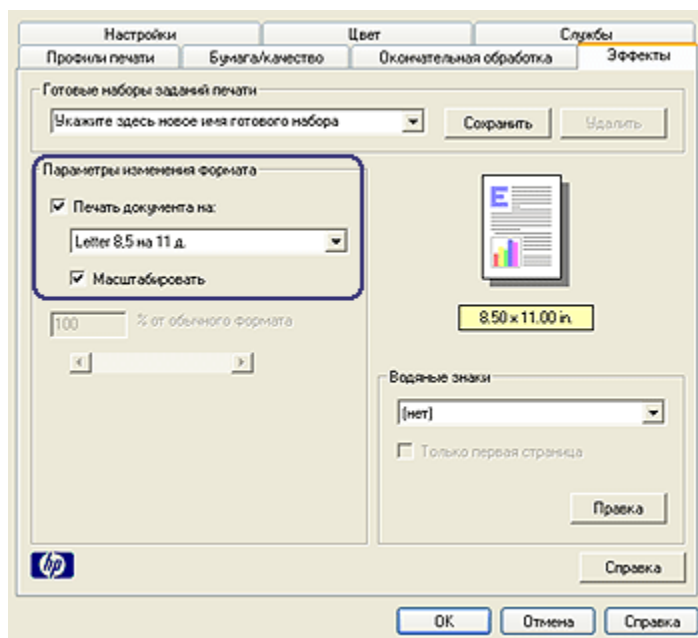 Настройки
Цвет
Службы
Профили печати
Бумага/качество
Окончательная обработка
Эффекты
Готовые наборы заданий печати
Укажите здесь новое имя готового набора
Сохранить
Удалить
Параметры изменения формата
Печать документа на:
Letter 8,5 на 11 д.
Масштабировать
100
% от обычного формата
E
8.50 x 11.00 in.
Водяные знаки
(нет)
Только первая страница
Правка
hp
Справка
OK
Отмена
Справка